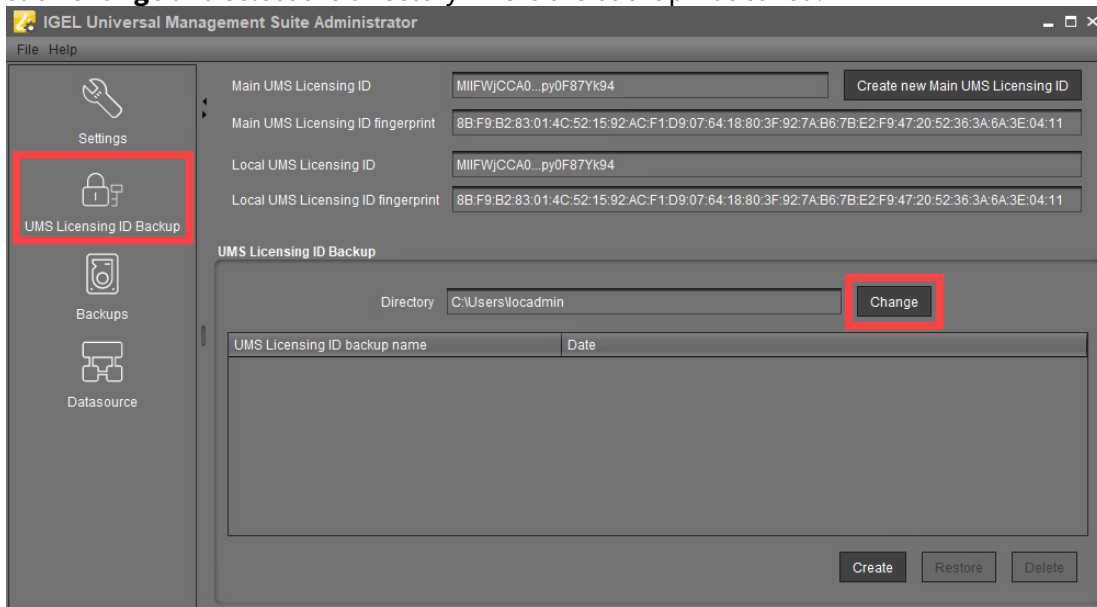 IGEL Universal Management Suite Administrator
File Help
Settings
UMS Licensing ID Backup
Backups
Datasource
Main UMS Licensing ID MIIFWjCCA0...py0F87Yk94 Create new Main UMS Licensing ID
Main UMS Licensing ID fingerprint 8B:F9:B2:83:01:4C:52:15:92:AC:F1:D9:07:64:18:80:3F:92:7A:B6:7B:E2:F9:47:20:52:36:3A:6A:3E:04:11
Local UMS Licensing ID MIIFWjCCA0...py0F87Yk94
Local UMS Licensing ID fingerprint 8B:F9:B2:83:01:4C:52:15:92:AC:F1:D9:07:64:18:80:3F:92:7A:B6:7B:E2:F9:47:20:52:36:3A:6A:3E:04:11
UMS Licensing ID Backup
Directory C:\Users\locadmin Change
UMS Licensing ID backup name Date
Create Restore Delete